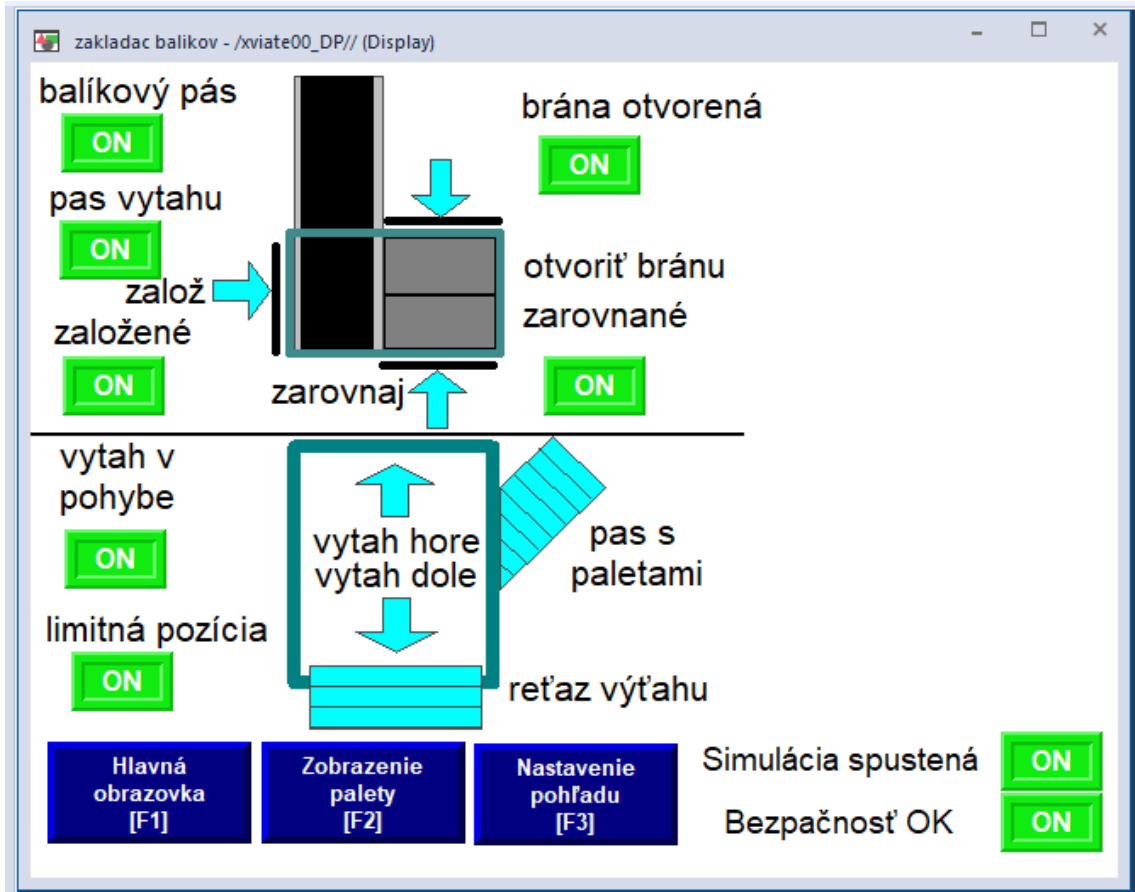 zakladac balikov - /xviate00_DP// (Display)
balíkový pás
ON
brána otvorená
ON
pas vytahu
ON
založ
založené
ON
otvoriť bránu
zarovnané
ON
zarovnaj
vytah v
pohybe
ON
vytah hore
vytah dole
pas s
paletami
limitná pozícia
ON
reťaz výťahu
Hlavná
obrazovka
[F1]
Zobrazenie
palety
[F2]
Nastavenie
pohľadu
[F3]
Simulácia spustená
ON
Bezpačnosť OK
ON